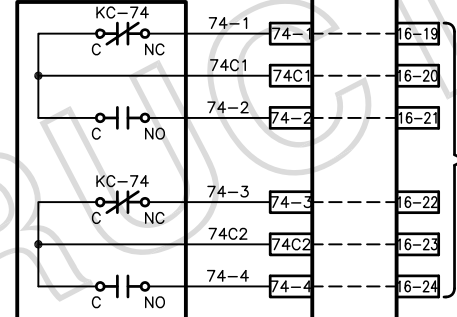 KC-74 74-1 74-1 16-19
C NC
74C1 74C1 16-20
74-2 74-2 16-21
C NO
KC-74 74-3 74-3 16-22
C NC
74C2 74C2 16-23
74-4 74-4 16-24
C NO
RUC